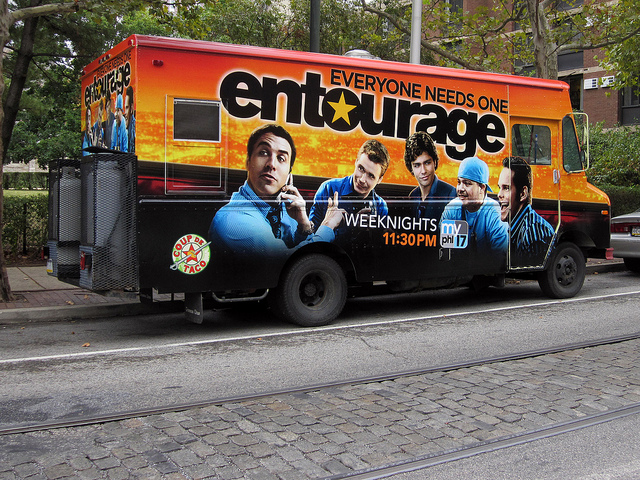 EVERYONE NEEDS ONE
entourage
WEEKNIGHTS
11:30PM
my
phl 17
COUP DE
TACO
entourage